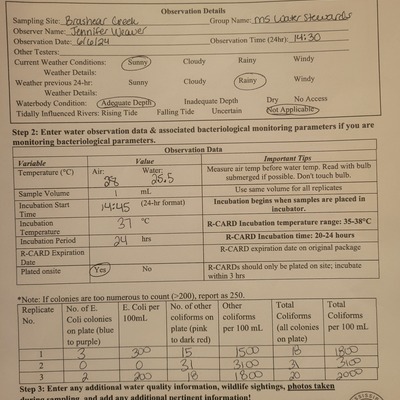 Observation Details
Sampling Site: Brashear Creek Group Name: MS Water Stewards
Observer Name: Jennifer Weaver
Observation Date: 6/6/24 Observation Time (24hr): 14:30
Other Testers:
Current Weather Conditions: Sunny Cloudy Rainy Windy
Weather Details:
Weather previous 24-hr: Sunny Cloudy Rainy Windy
Weather Details:
Waterbody Condition: Adequate Depth Inadequate Depth Dry No Access
Tidally Influenced Rivers: Rising Tide Falling Tide Uncertain Not Applicable
Step 2: Enter water observation data & associated bacteriological monitoring parameters if you are
monitoring bacteriological parameters.
Observation Data
Variable Value Important Tips
Temperature (°C) Air: 28 Water: 25.5 Measure air temp before water temp. Read with bulb
submerged if possible. Don't touch bulb.
Sample Volume 1 mL Use same volume for all replicates
Incubation Start
Time 14:45 (24-hr format) Incubation begins when samples are placed in
incubator.
Incubation
Temperature 37 °C R-CARD Incubation temperature range: 35-38°C
Incubation Period 24 hrs R-CARD Incubation time: 20-24 hours
R-CARD Expiration
Date R-CARD expiration date on original package
Plated onsite Yes No R-CARDs should only be plated on site; incubate
within 3 hrs
*Note: If colonies are too numerous to count (>200), report as 250.
Replicate
No. No. of E.
Coli colonies
on plate (blue
to purple) E. Coli per
100mL No. of other
coliforms on
plate (pink
to dark red) Other
coliforms
per 100 mL Total
Coliforms
(all colonies
on plate) Total
Coliforms
per 100 mL
1 3 300 15 1500 18 1800
2 0 0 31 3100 31 3100
3 2 200 18 1800 20 2000
Step 3: Enter any additional water quality information, wildlife sightings, photos taken
during sampling, and add any additional pertinent information!